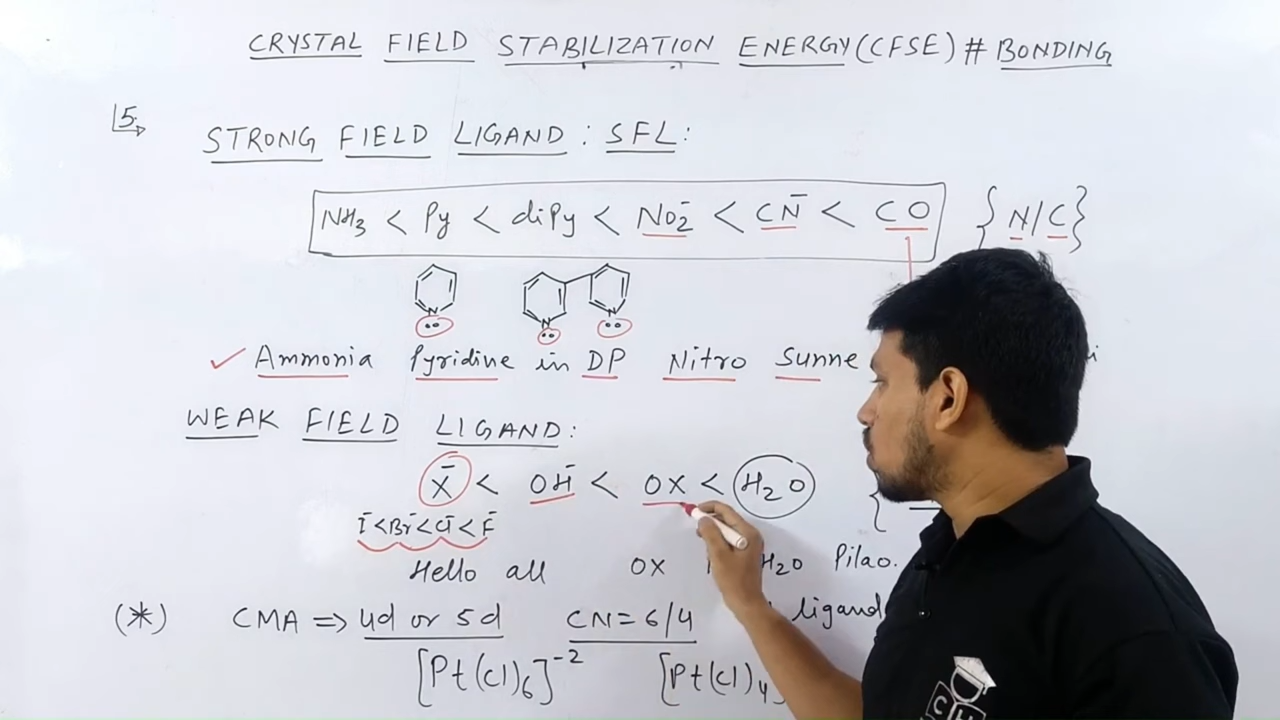 CRYSTAL FIELD STABILIZATION ENERGY (CFSE) # BONDING
5.
STRONG FIELD LIGAND : SFL:
NH₃ < Py < diPy < NO₂⁻ < CN⁻ < CO { N/C }
N N N
✓ Ammonia Pyridine in DP Nitro Sunne
WEAK FIELD LIGAND:
X⁻ < OH⁻ < OX < H₂O {
I⁻ < Br⁻ < Cl⁻ < F⁻
Hello all OX H₂O Pilao.
(*) CMA => 4d or 5d CN = 6/4 ligand
[Pt(Cl)₆]⁻² [Pt(Cl)₄]
CH